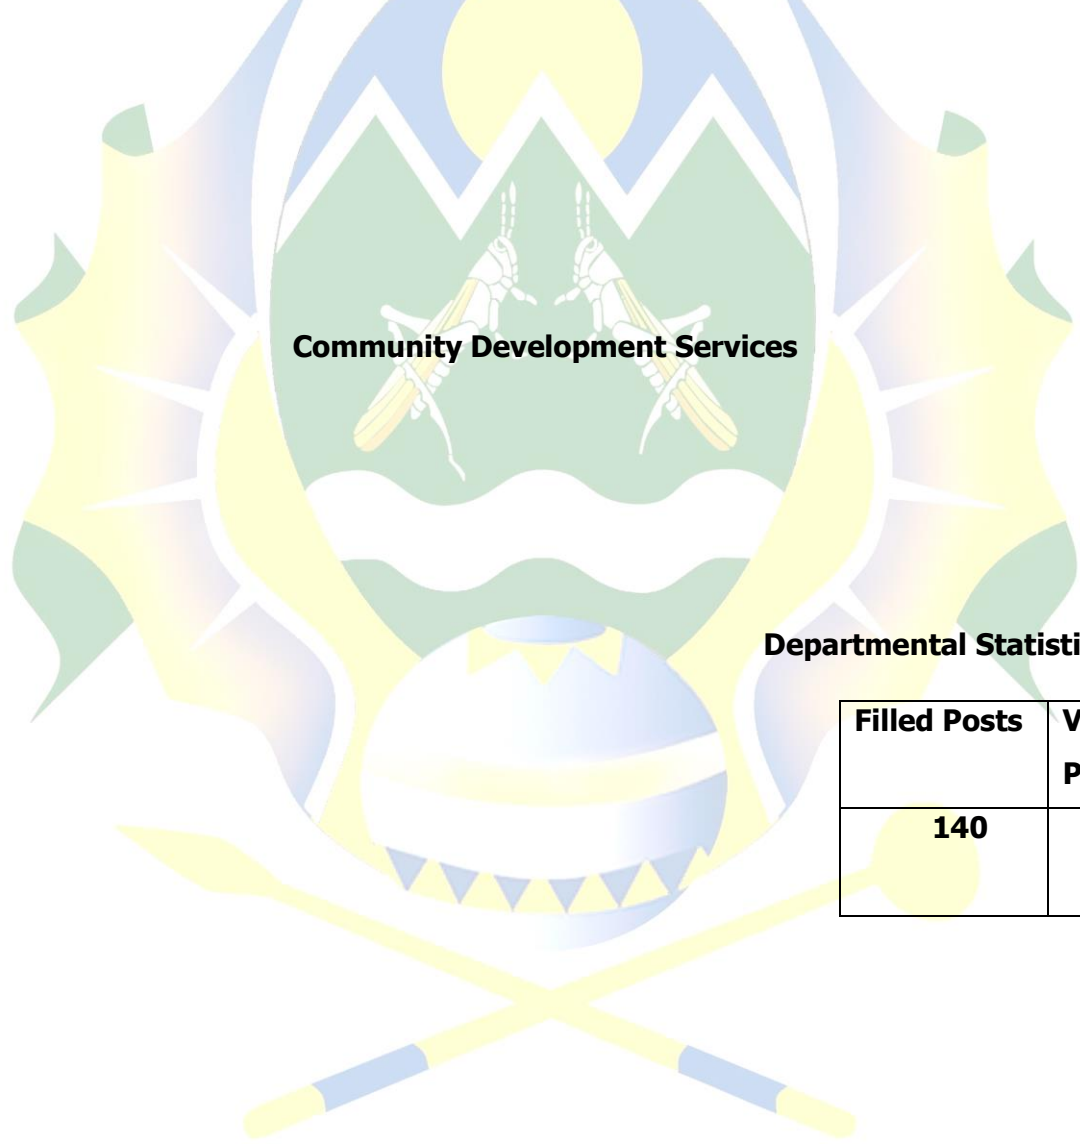 Community Development Services
Departmental Statisti
Filled Posts
V
P
140